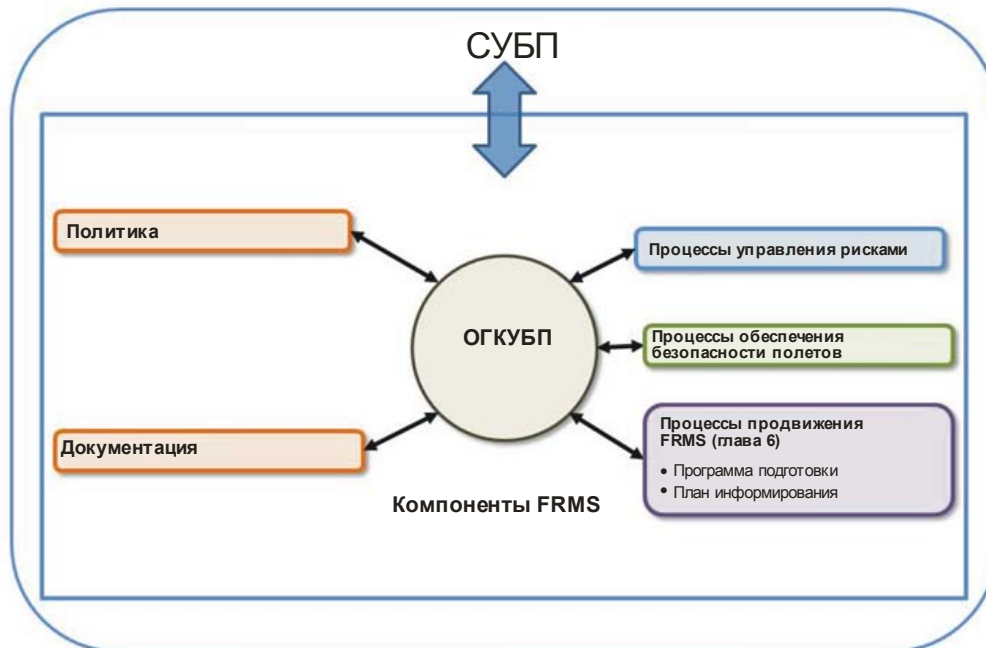 СУБП
Политика
Процессы управления рисками
ОГКУБП
Процессы обеспечения
безопасности полетов
Документация
Процессы продвижения
FRMS (глава 6)
• Программа подготовки
• План информирования
Компоненты FRMS